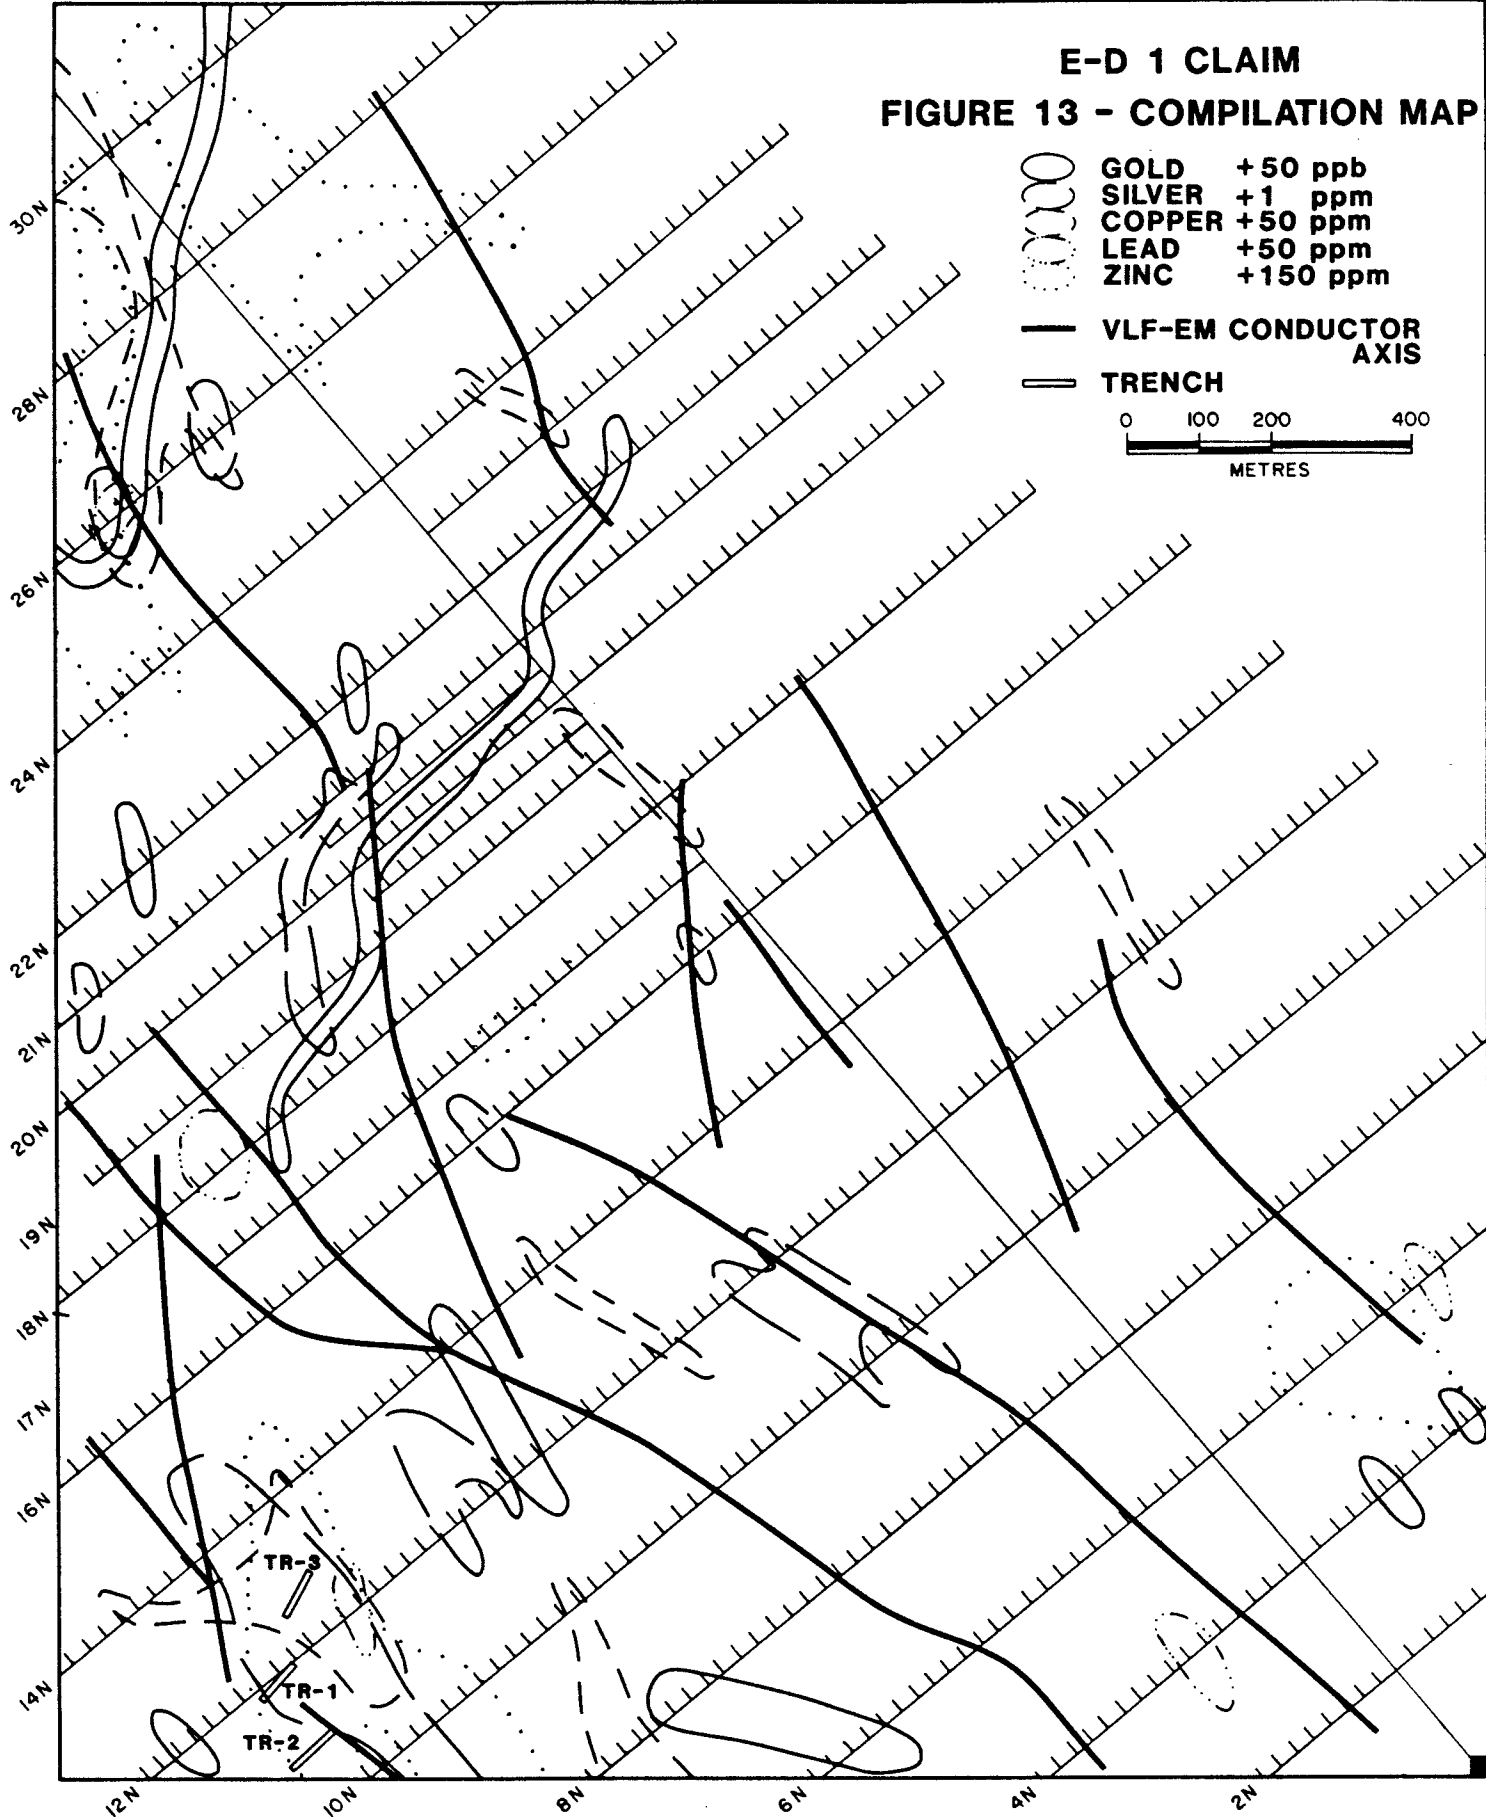 E-D 1 CLAIM
FIGURE 13 - COMPILATION MAP
GOLD +50 ppb
SILVER +1 ppm
COPPER +50 ppm
LEAD +50 ppm
ZINC +150 ppm
VLF-EM CONDUCTOR
AXIS
TRENCH
0 100 200 400
METRES
30N
28N
26N
24N
22N
21N
20N
19N
18N
17N
16N
14N
TR-3
TR-1
TR-2
12N
10N
8N
6N
4N
2N